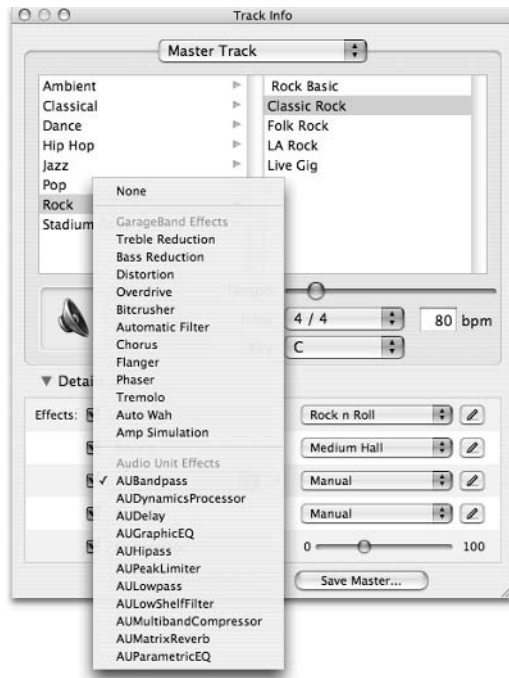 Track Info
Master Track
Ambient
Classical
Dance
Hip Hop
Jazz
Pop
Rock
Stadium
Rock Basic
Classic Rock
Folk Rock
LA Rock
Live Gig
None
GarageBand Effects
Treble Reduction
Bass Reduction
Distortion
Overdrive
Bitcrusher
Automatic Filter
Chorus
Flanger
Phaser
Tremolo
Auto Wah
Amp Simulation
Audio Unit Effects
✓ AUBandpass
AUDynamicsProcessor
AUDelay
AUGraphicEQ
AUHipass
AUPeakLimiter
AULowpass
AULowShelfFilter
AUMultibandCompressor
AUMatrixReverb
AUParametricEQ
4 / 4
80 bpm
C
Effects:
Rock n Roll
Medium Hall
Manual
Manual
0 100
Save Master...